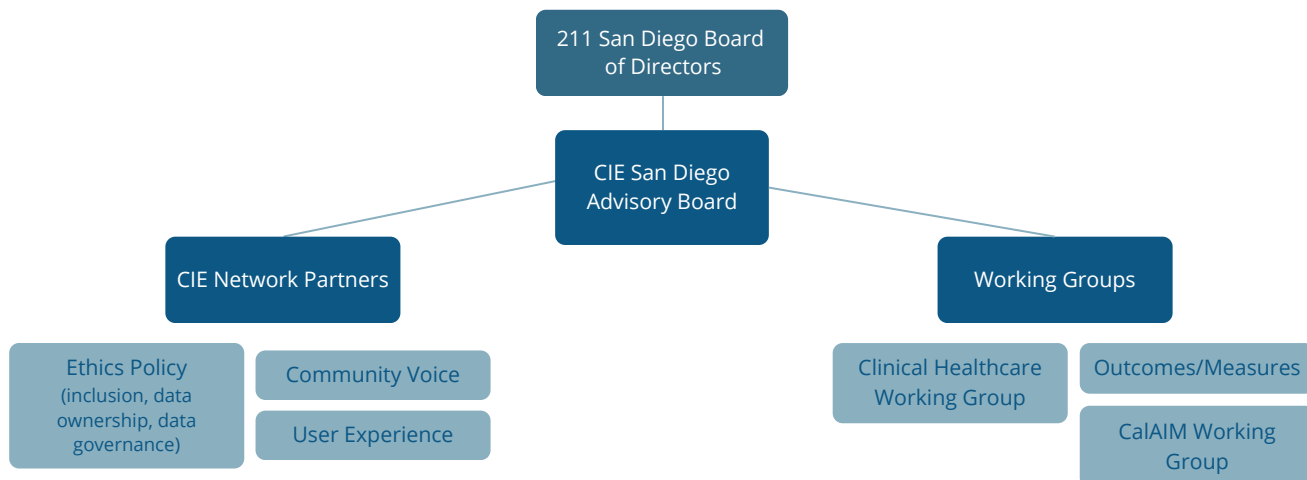 211 San Diego Board
of Directors
CIE San Diego
Advisory Board
CIE Network Partners
Working Groups
Ethics Policy
(inclusion, data
ownership, data
governance)
Community Voice
User Experience
Clinical Healthcare
Working Group
Outcomes/Measures
CalAIM Working
Group